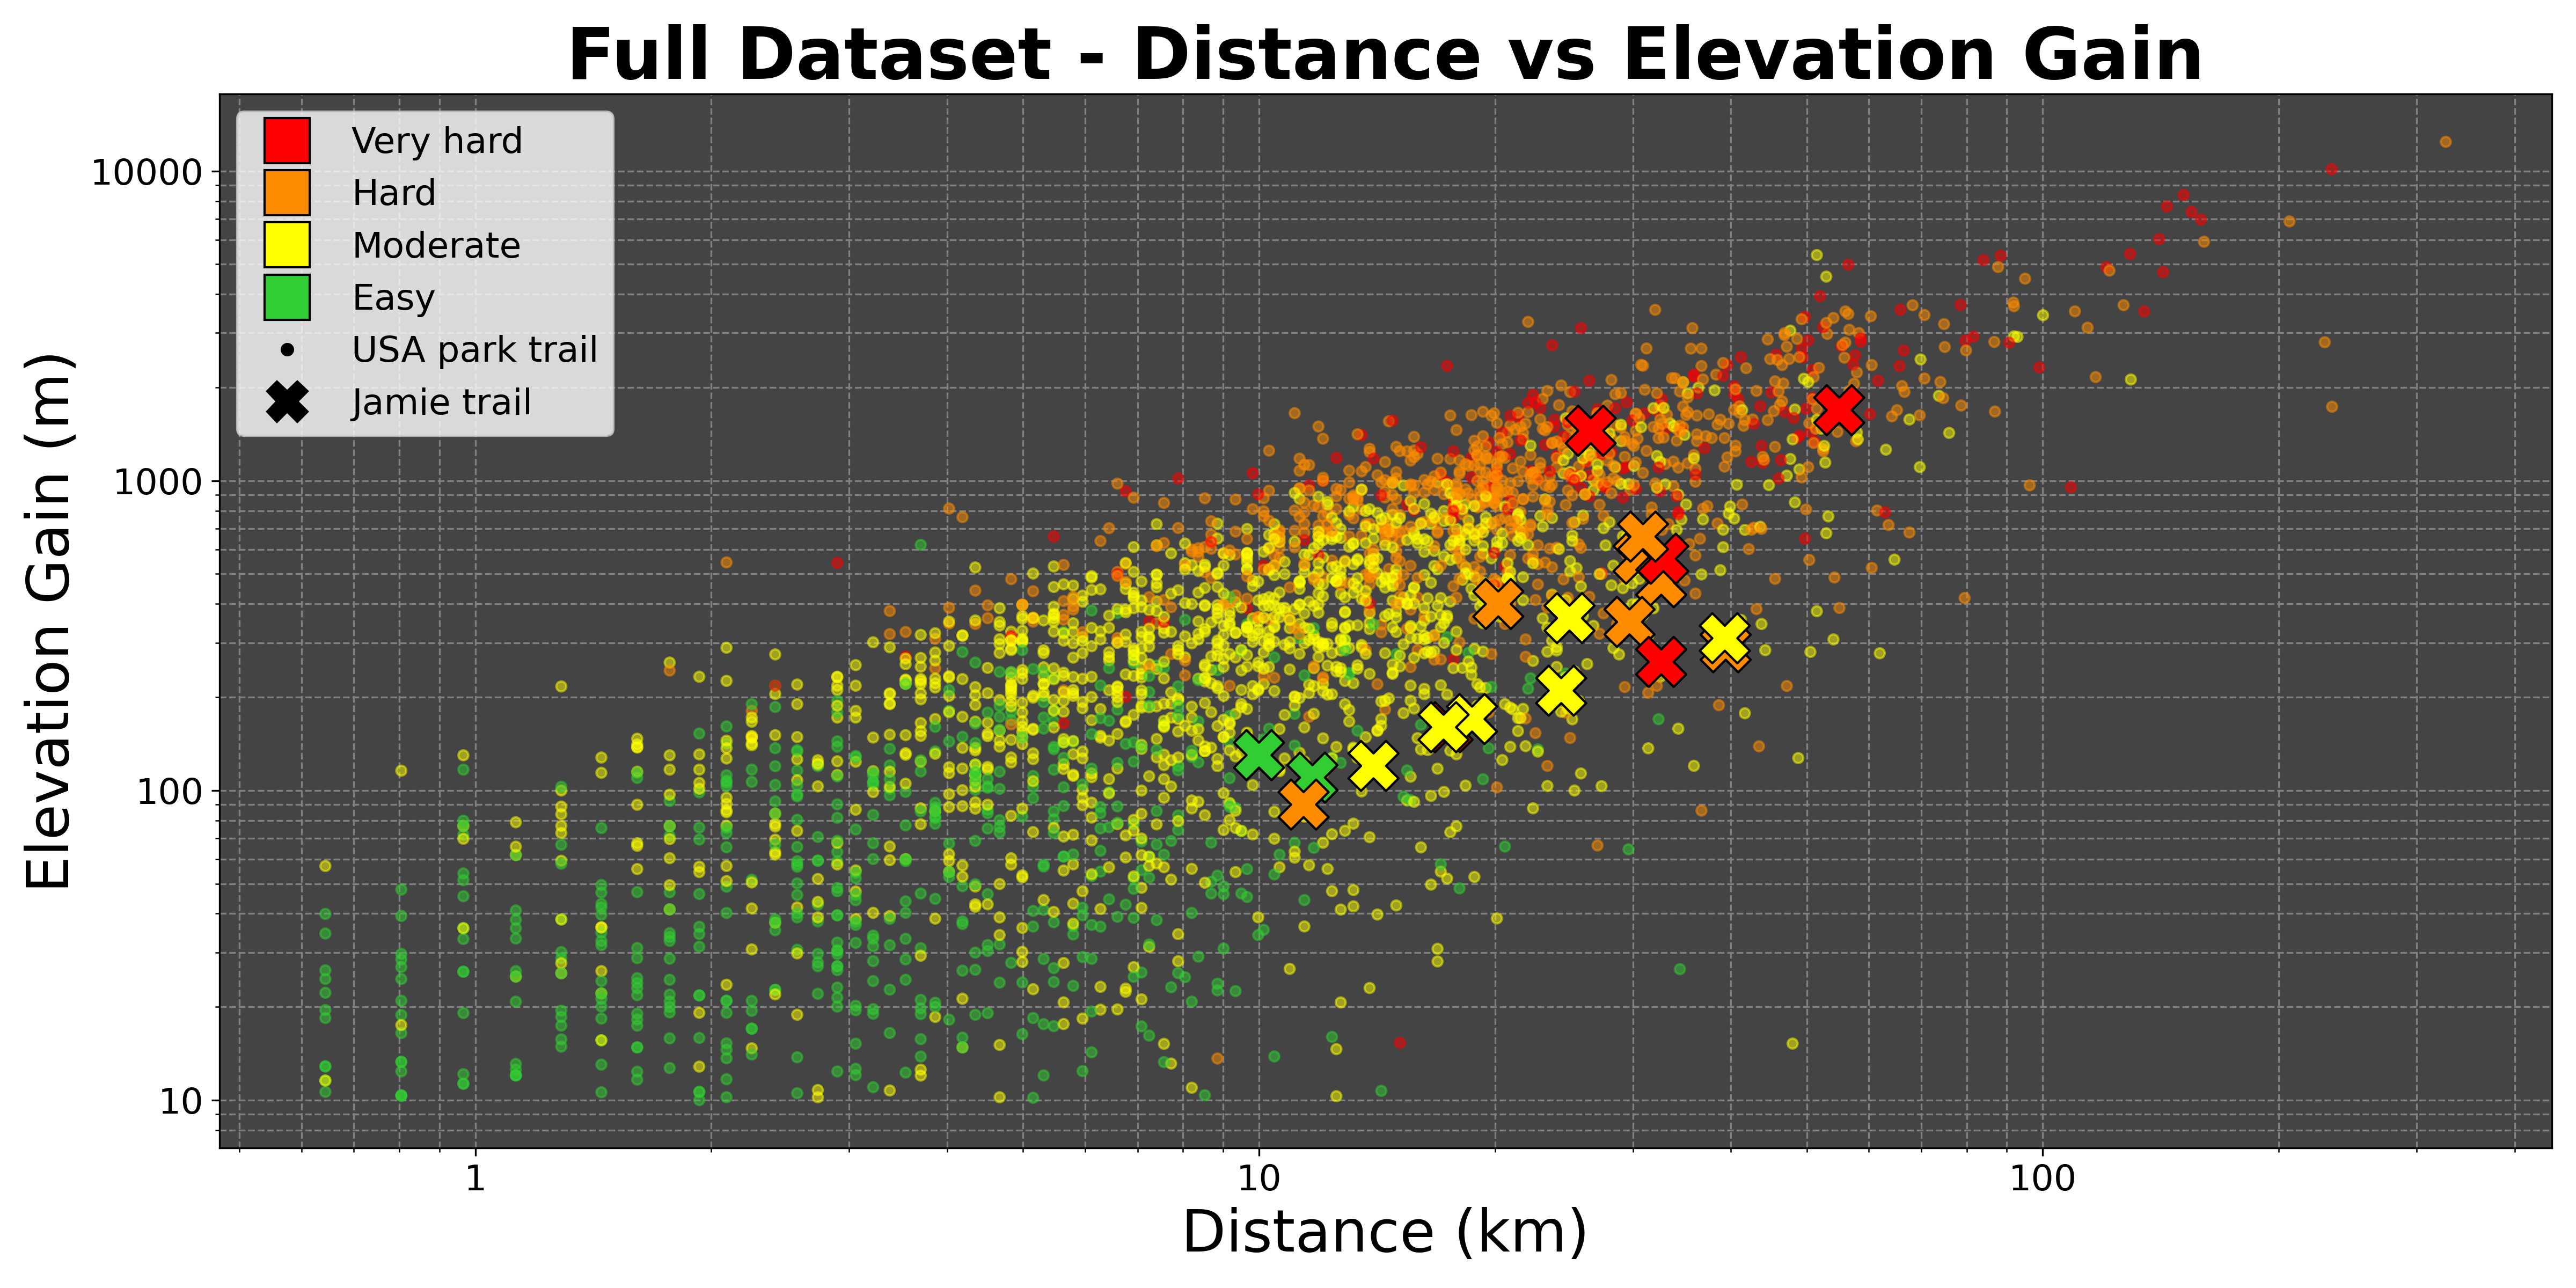 Full Dataset - Distance vs Elevation Gain
Very hard
Hard
Moderate
Easy
USA park trail
Jamie trail
Elevation Gain (m)
10000
1000
100
10
1
10
100
Distance (km)